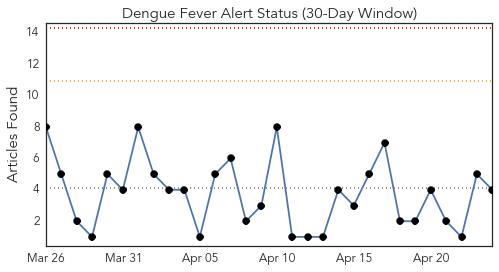 Dengue Fever Alert Status (30-Day Window)
Articles Found
14
12
10
8
6
4
2
Mar 26 Mar 31 Apr 05 Apr 10 Apr 15 Apr 20